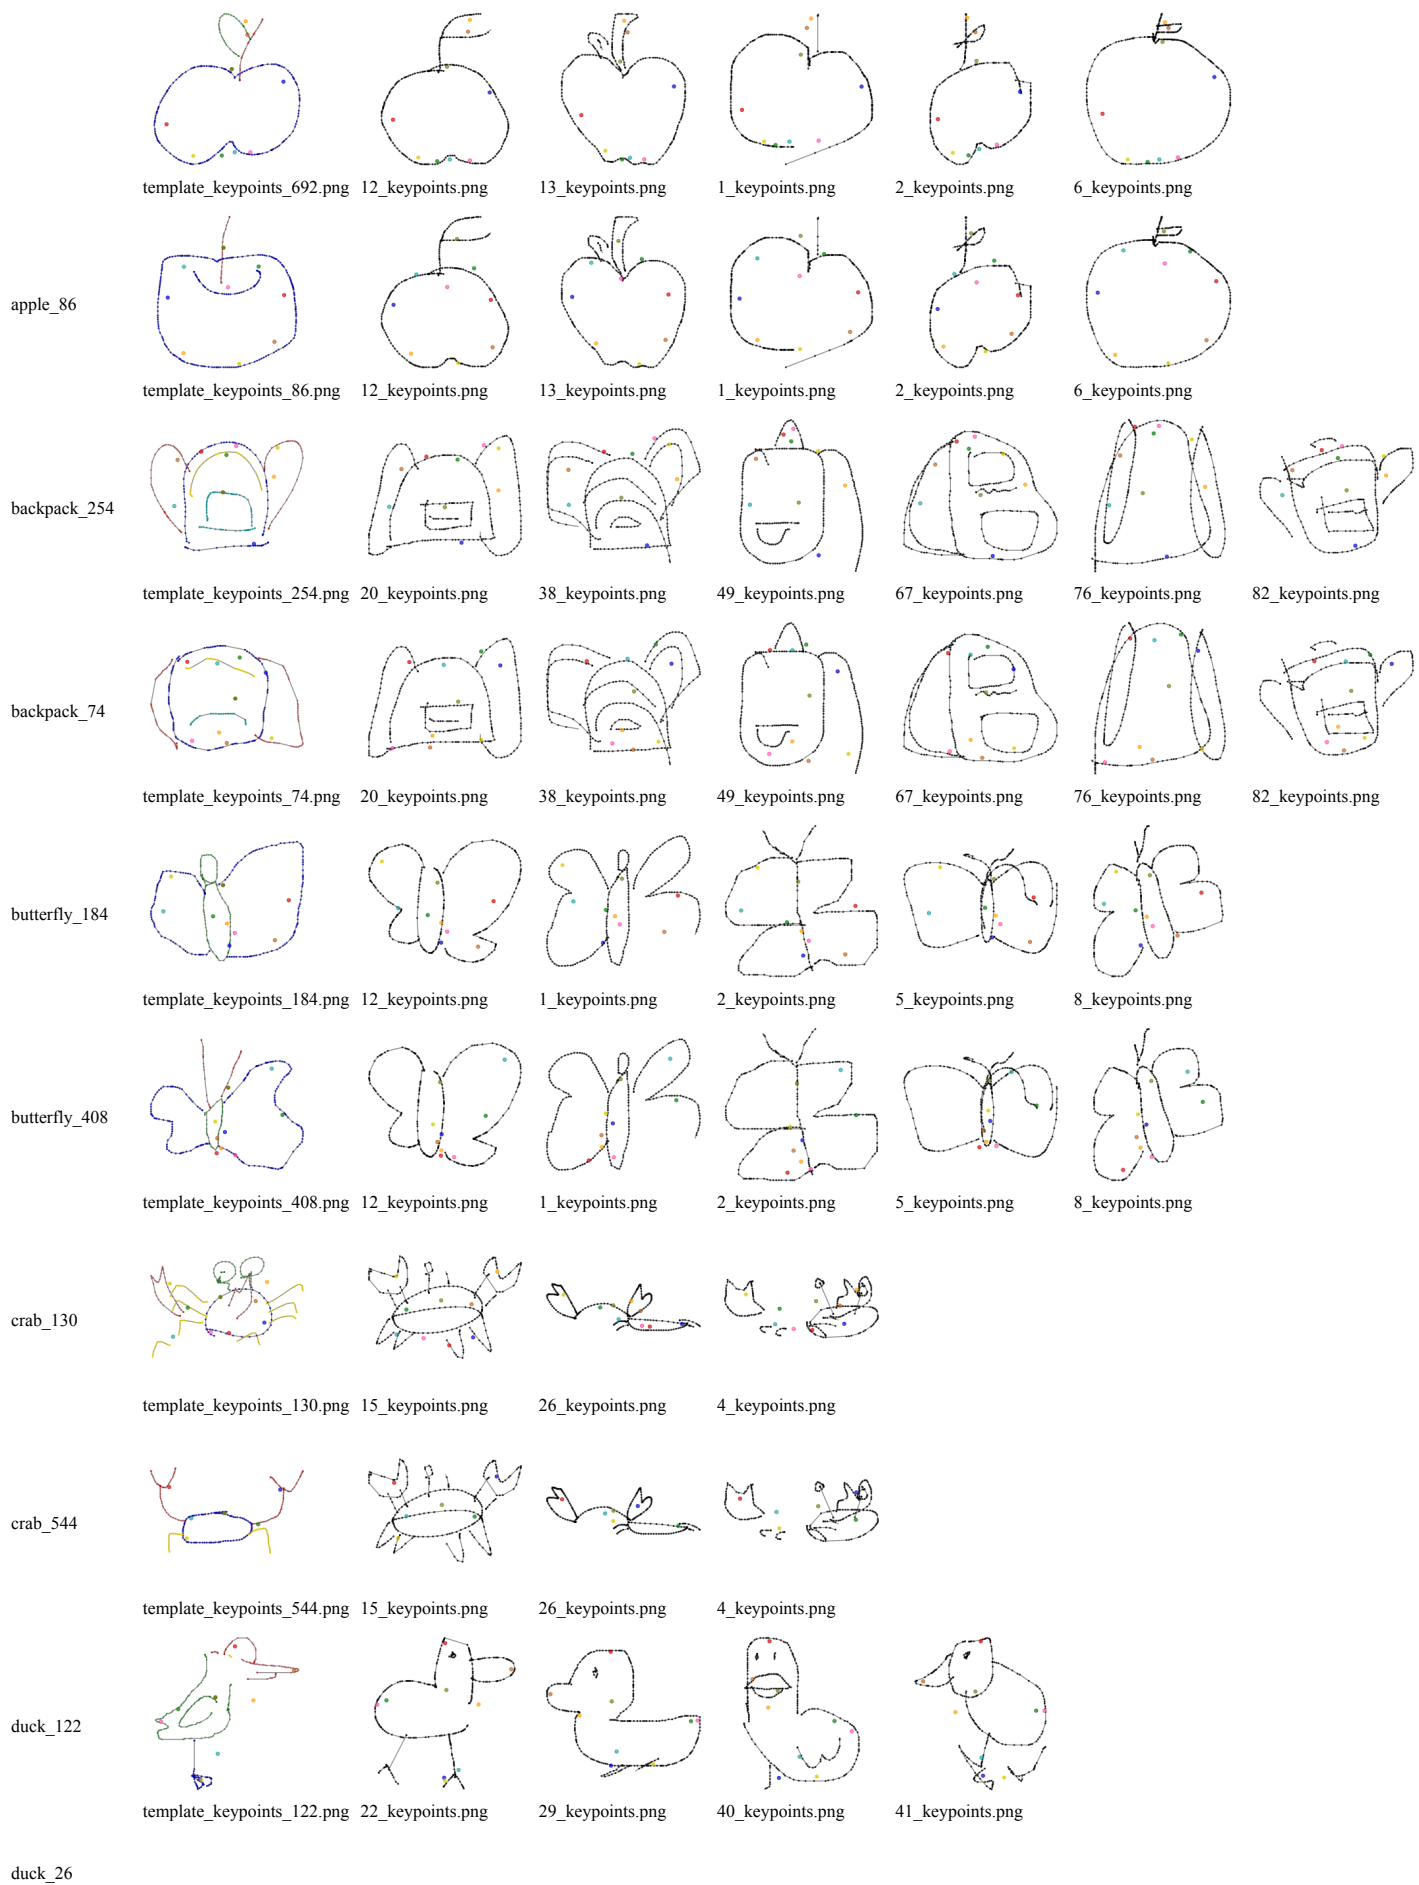 template_keypoints_692.png 12_keypoints.png 13_keypoints.png 1_keypoints.png 2_keypoints.png 6_keypoints.png
apple_86
template_keypoints_86.png 12_keypoints.png 13_keypoints.png 1_keypoints.png 2_keypoints.png 6_keypoints.png
backpack_254
template_keypoints_254.png 20_keypoints.png 38_keypoints.png 49_keypoints.png 67_keypoints.png 76_keypoints.png 82_keypoints.png
backpack_74
template_keypoints_74.png 20_keypoints.png 38_keypoints.png 49_keypoints.png 67_keypoints.png 76_keypoints.png 82_keypoints.png
butterfly_184
template_keypoints_184.png 12_keypoints.png 1_keypoints.png 2_keypoints.png 5_keypoints.png 8_keypoints.png
butterfly_408
template_keypoints_408.png 12_keypoints.png 1_keypoints.png 2_keypoints.png 5_keypoints.png 8_keypoints.png
crab_130
template_keypoints_130.png 15_keypoints.png 26_keypoints.png 4_keypoints.png
crab_544
template_keypoints_544.png 15_keypoints.png 26_keypoints.png 4_keypoints.png
duck_122
template_keypoints_122.png 22_keypoints.png 29_keypoints.png 40_keypoints.png 41_keypoints.png
duck_26